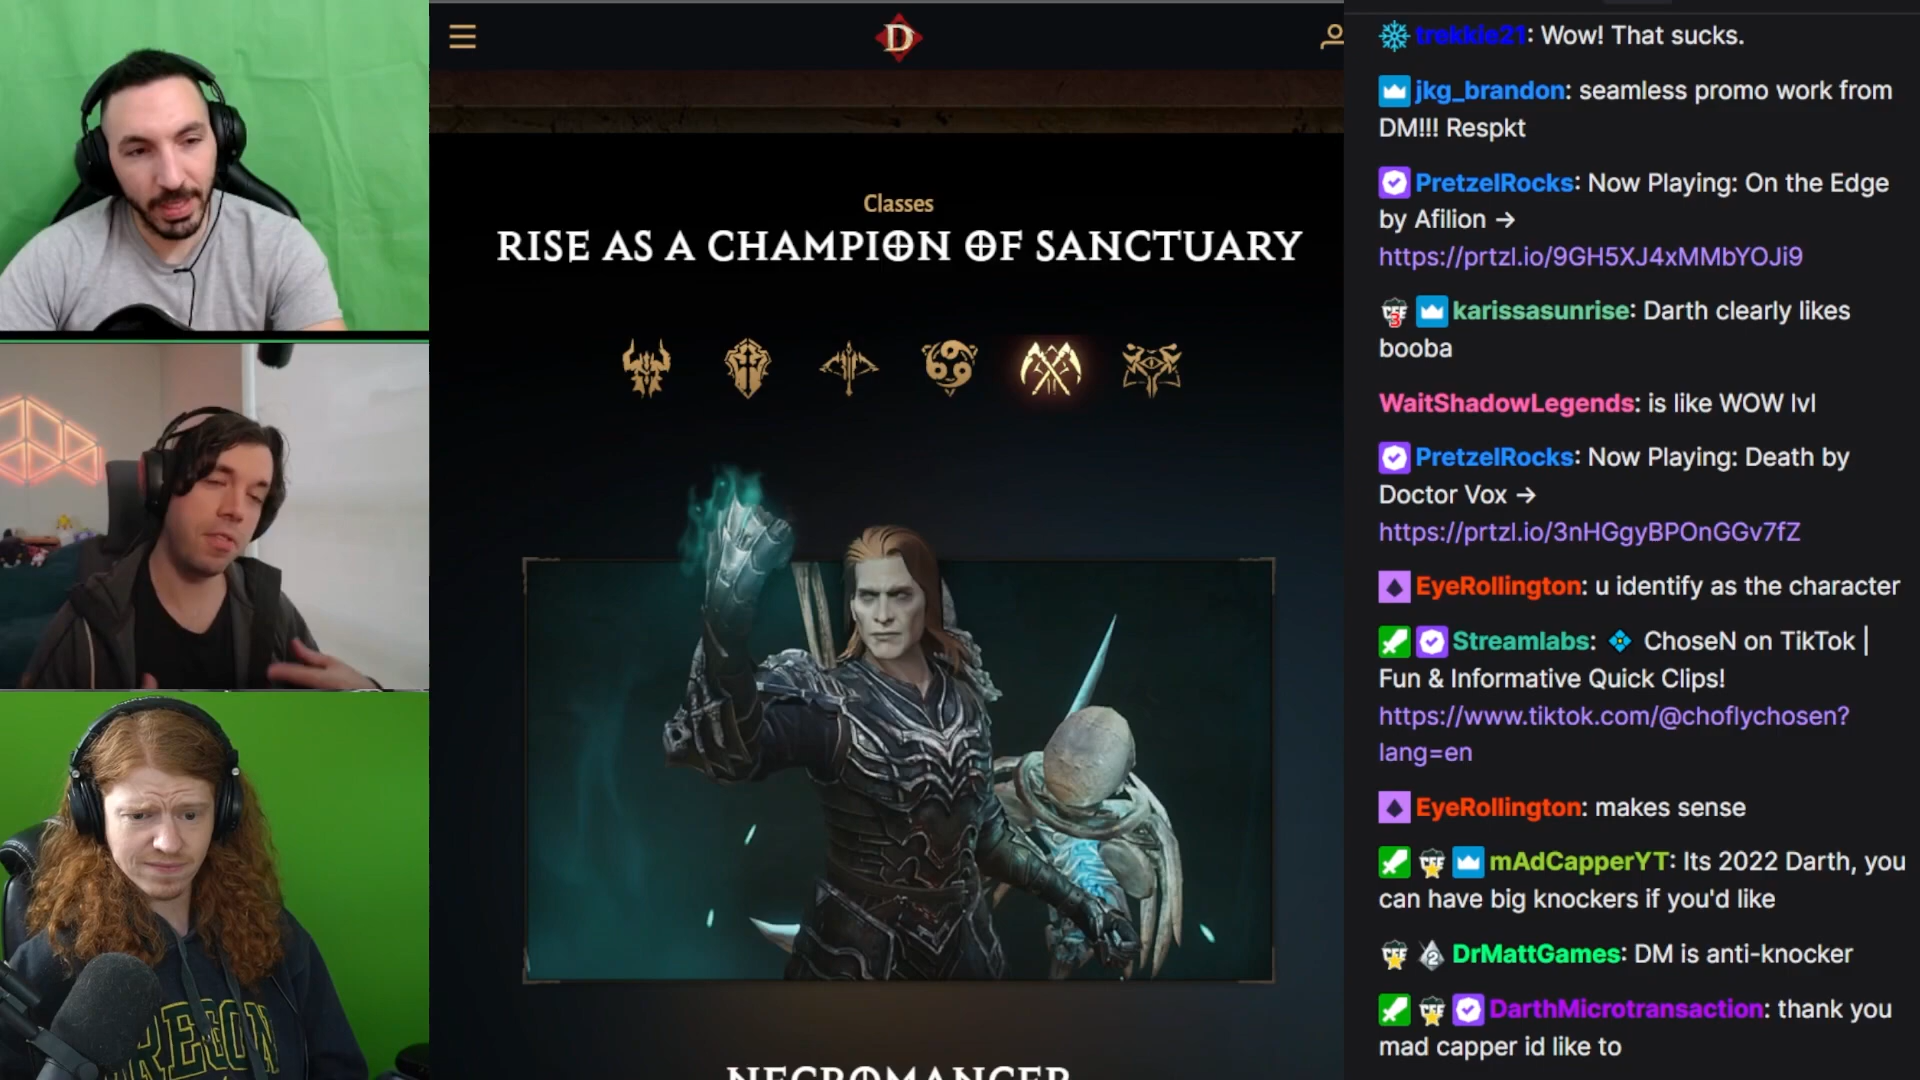 D
Classes
RISE AS A CHAMPION OF SANCTUARY
NECROMANCER
OREGON
trekkie21: Wow! That sucks.
jkg_brandon: seamless promo work from
DM!!! Respkt
PretzelRocks: Now Playing: On the Edge
by Afilion →
https://prtzl.io/9GH5XJ4xMMbYOJi9
karissasunrise: Darth clearly likes
booba
WaitShadowLegends: is like WOW lvl
PretzelRocks: Now Playing: Death by
Doctor Vox →
https://prtzl.io/3nHGgyBPOnGGv7fZ
EyeRollington: u identify as the character
Streamlabs: 💠 ChoseN on TikTok |
Fun & Informative Quick Clips!
https://www.tiktok.com/@choflychosen?
lang=en
EyeRollington: makes sense
mAdCapperYT: Its 2022 Darth, you
can have big knockers if you'd like
DrMattGames: DM is anti-knocker
DarthMicrotransaction: thank you
mad capper id like to